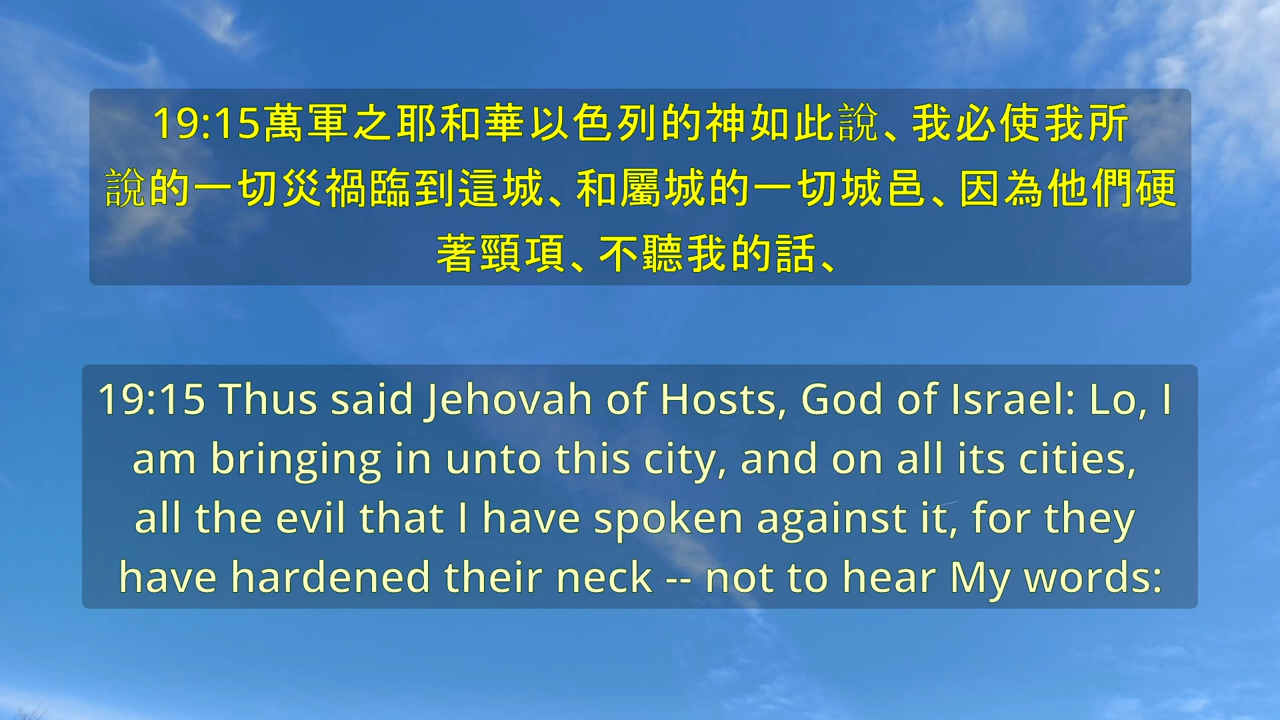 19:15萬軍之耶和華以色列的神如此說、我必使我所
說的一切災禍臨到這城、和屬城的一切城邑、因為他們硬
著頸項、不聽我的話、
19:15 Thus said Jehovah of Hosts, God of Israel: Lo, I
am bringing in unto this city, and on all its cities,
all the evil that I have spoken against it, for they
have hardened their neck -- not to hear My words: